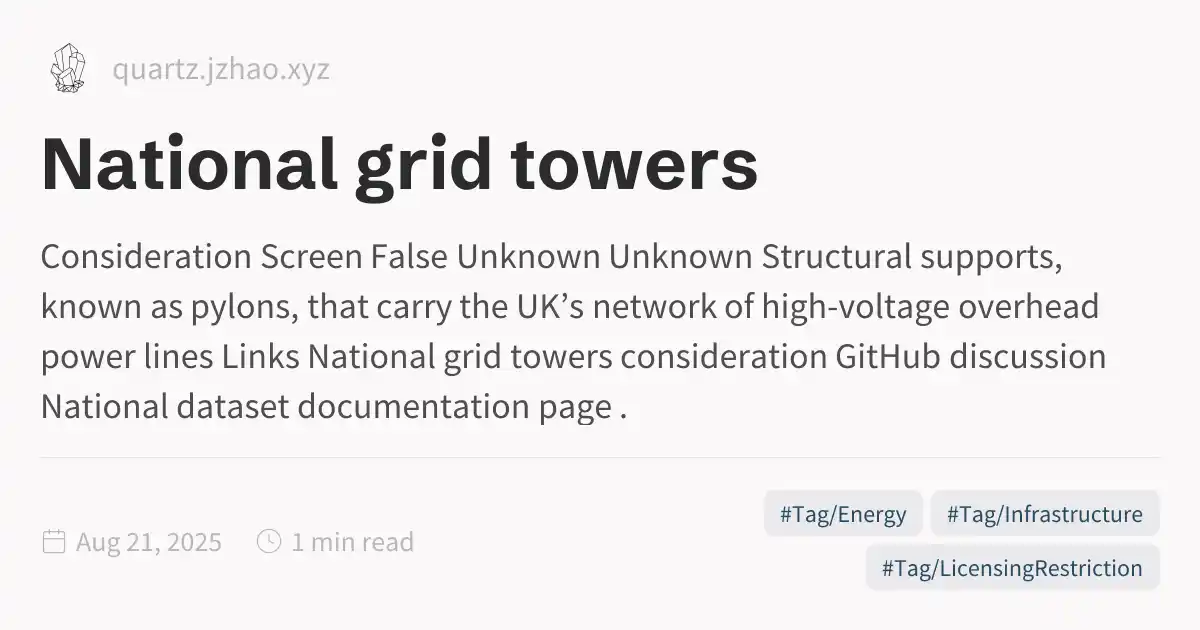 quartz.jzhao.xyz
National grid towers
Consideration Screen False Unknown Unknown Structural supports,
known as pylons, that carry the UK’s network of high-voltage overhead
power lines Links National grid towers consideration GitHub discussion
National dataset documentation page .
Aug 21, 2025
1 min read
#Tag/Energy
#Tag/Infrastructure
#Tag/LicensingRestriction